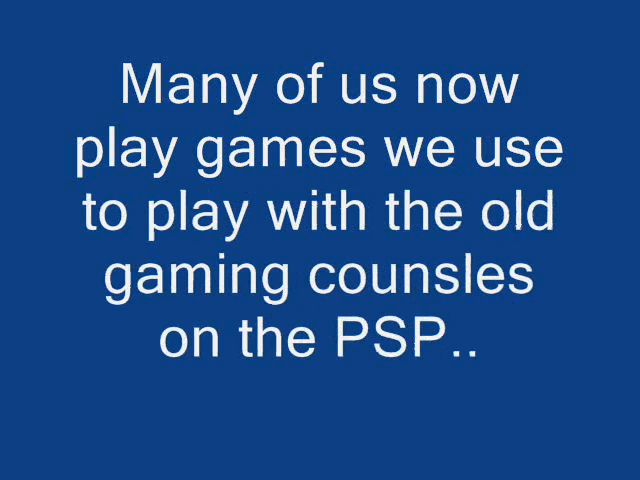 Many of us now
play games we use
to play with the old
gaming counsles
on the PSP..